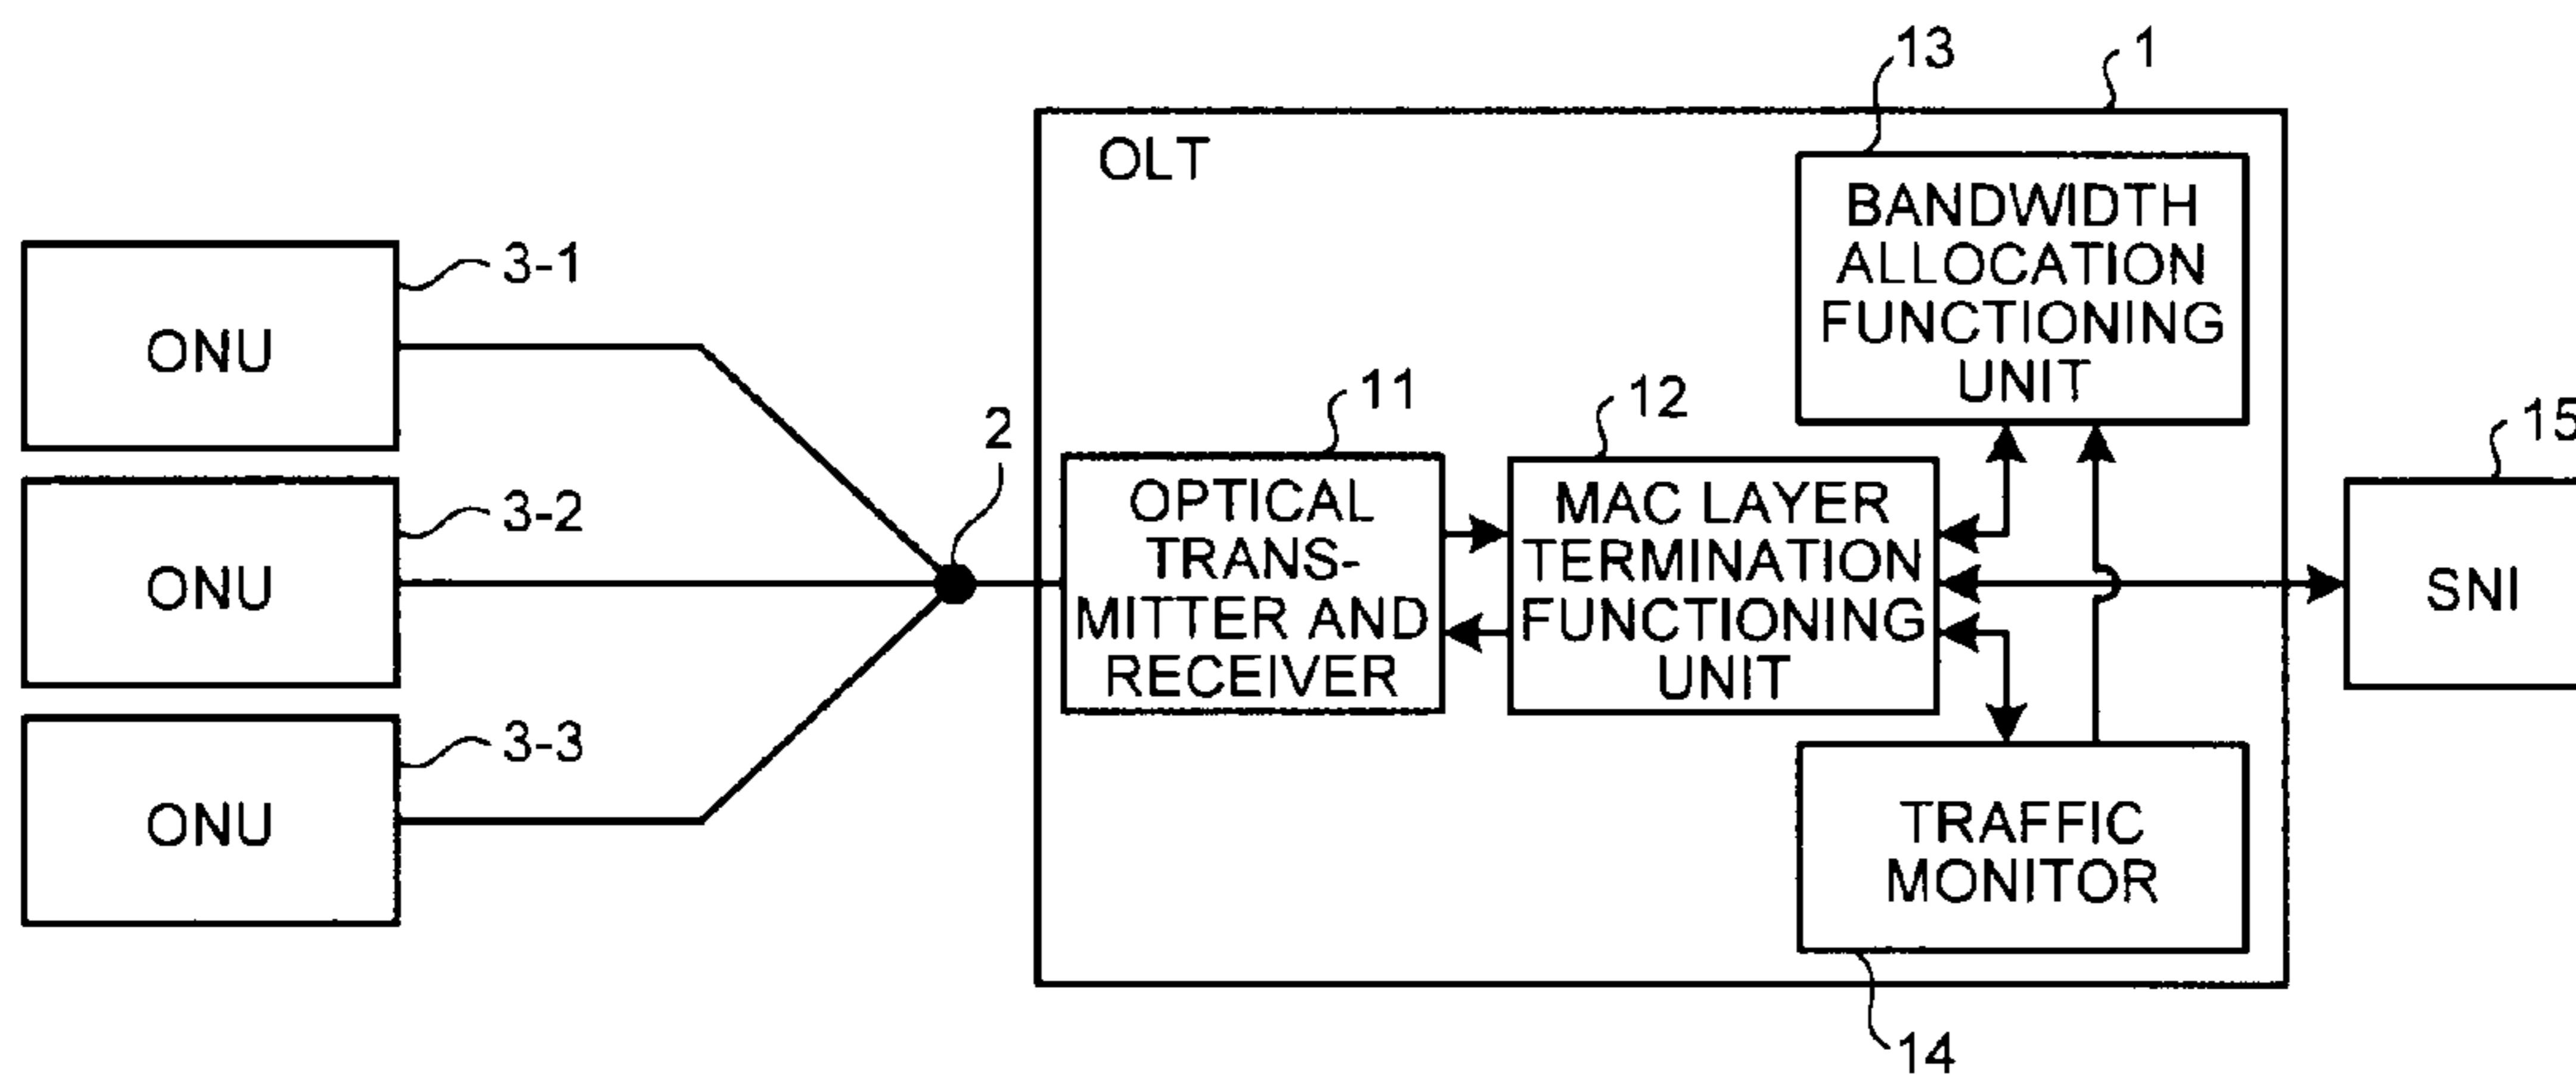 13
1
OLT
BANDWIDTH
ALLOCATION
FUNCTIONING
UNIT
3-1
ONU
11
12
15
2
OPTICAL
TRANS-
MITTER AND
RECEIVER
MAC LAYER
TERMINATION
FUNCTIONING
UNIT
3-2
ONU
SNI
3-3
ONU
TRAFFIC
MONITOR
14